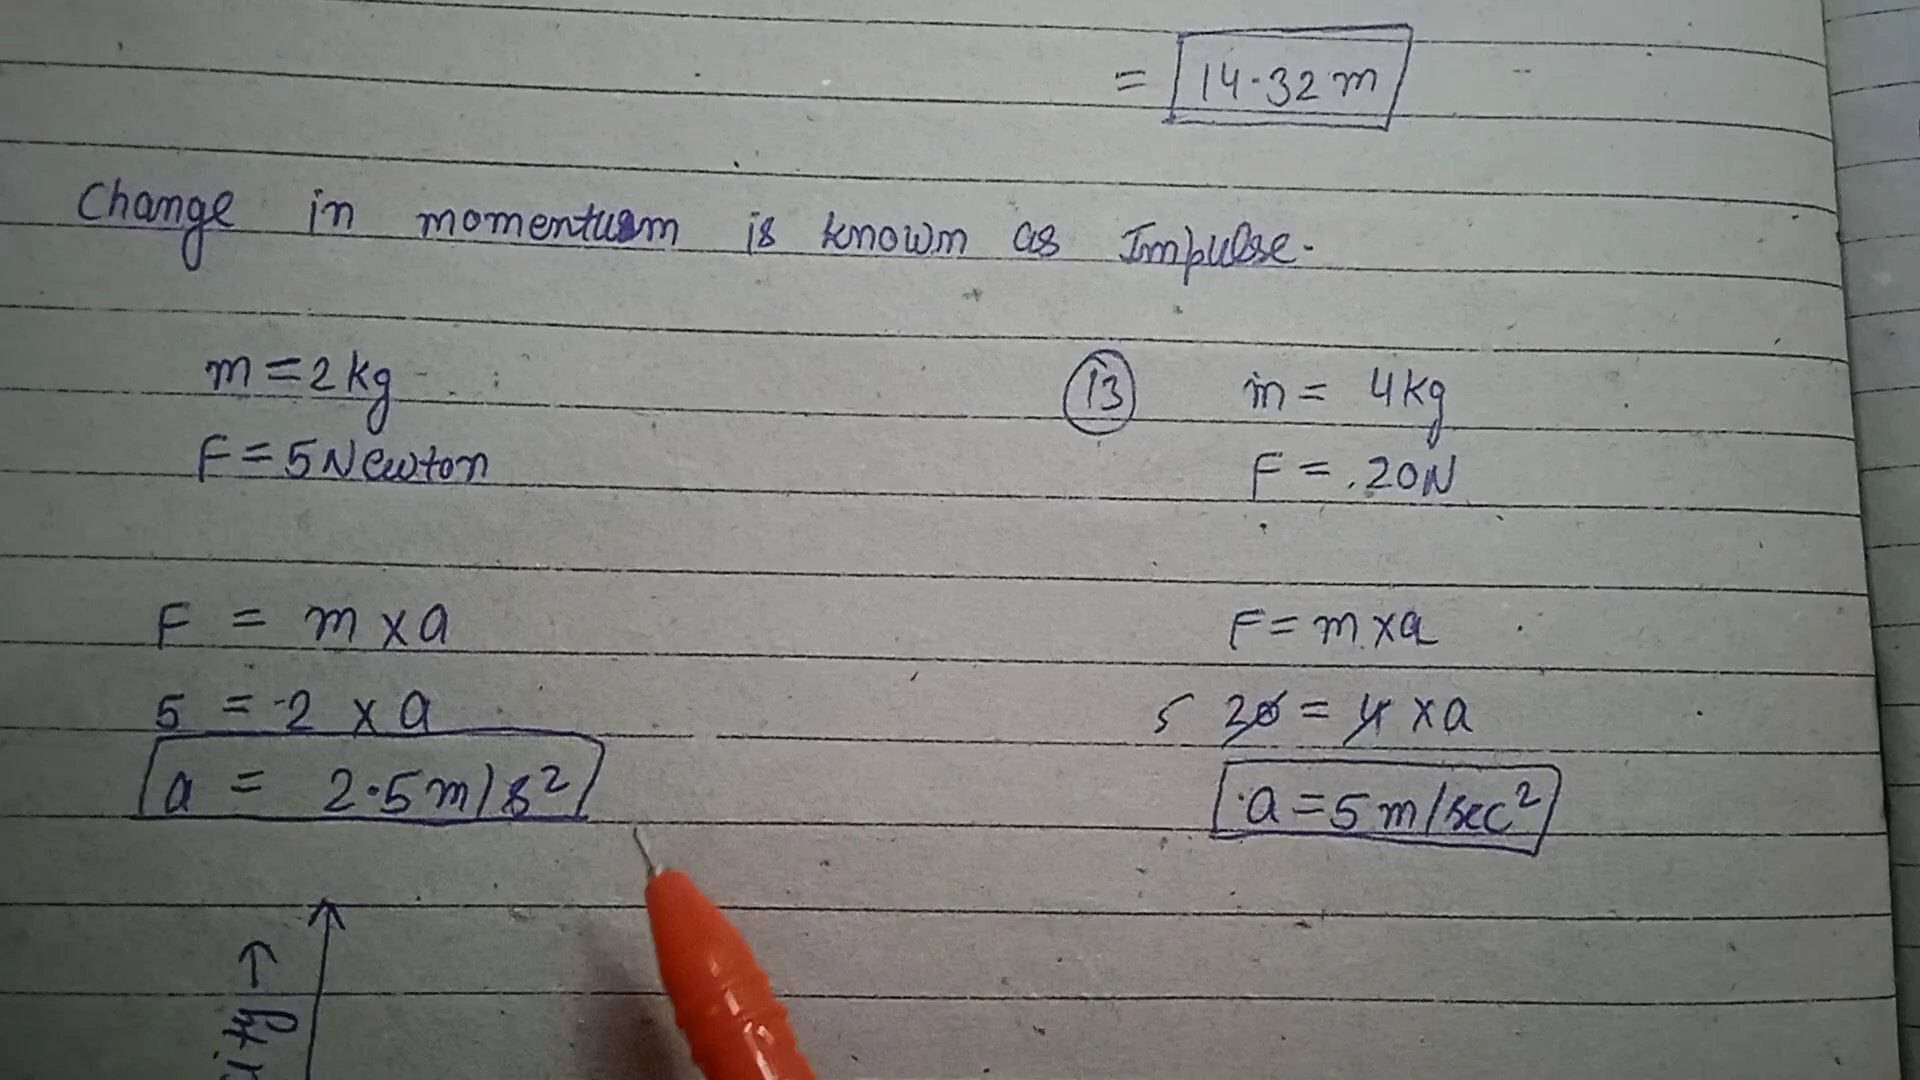 = 14.32 m
Change in momentum is known as Impulse.
m = 2 kg
F = 5 Newton
F = m x a
5 = 2 x a
a = 2.5 m/s²
13 m = 4 kg
F = 20 N
F = m x a
5 20 = 4 x a
a = 5 m/sec²